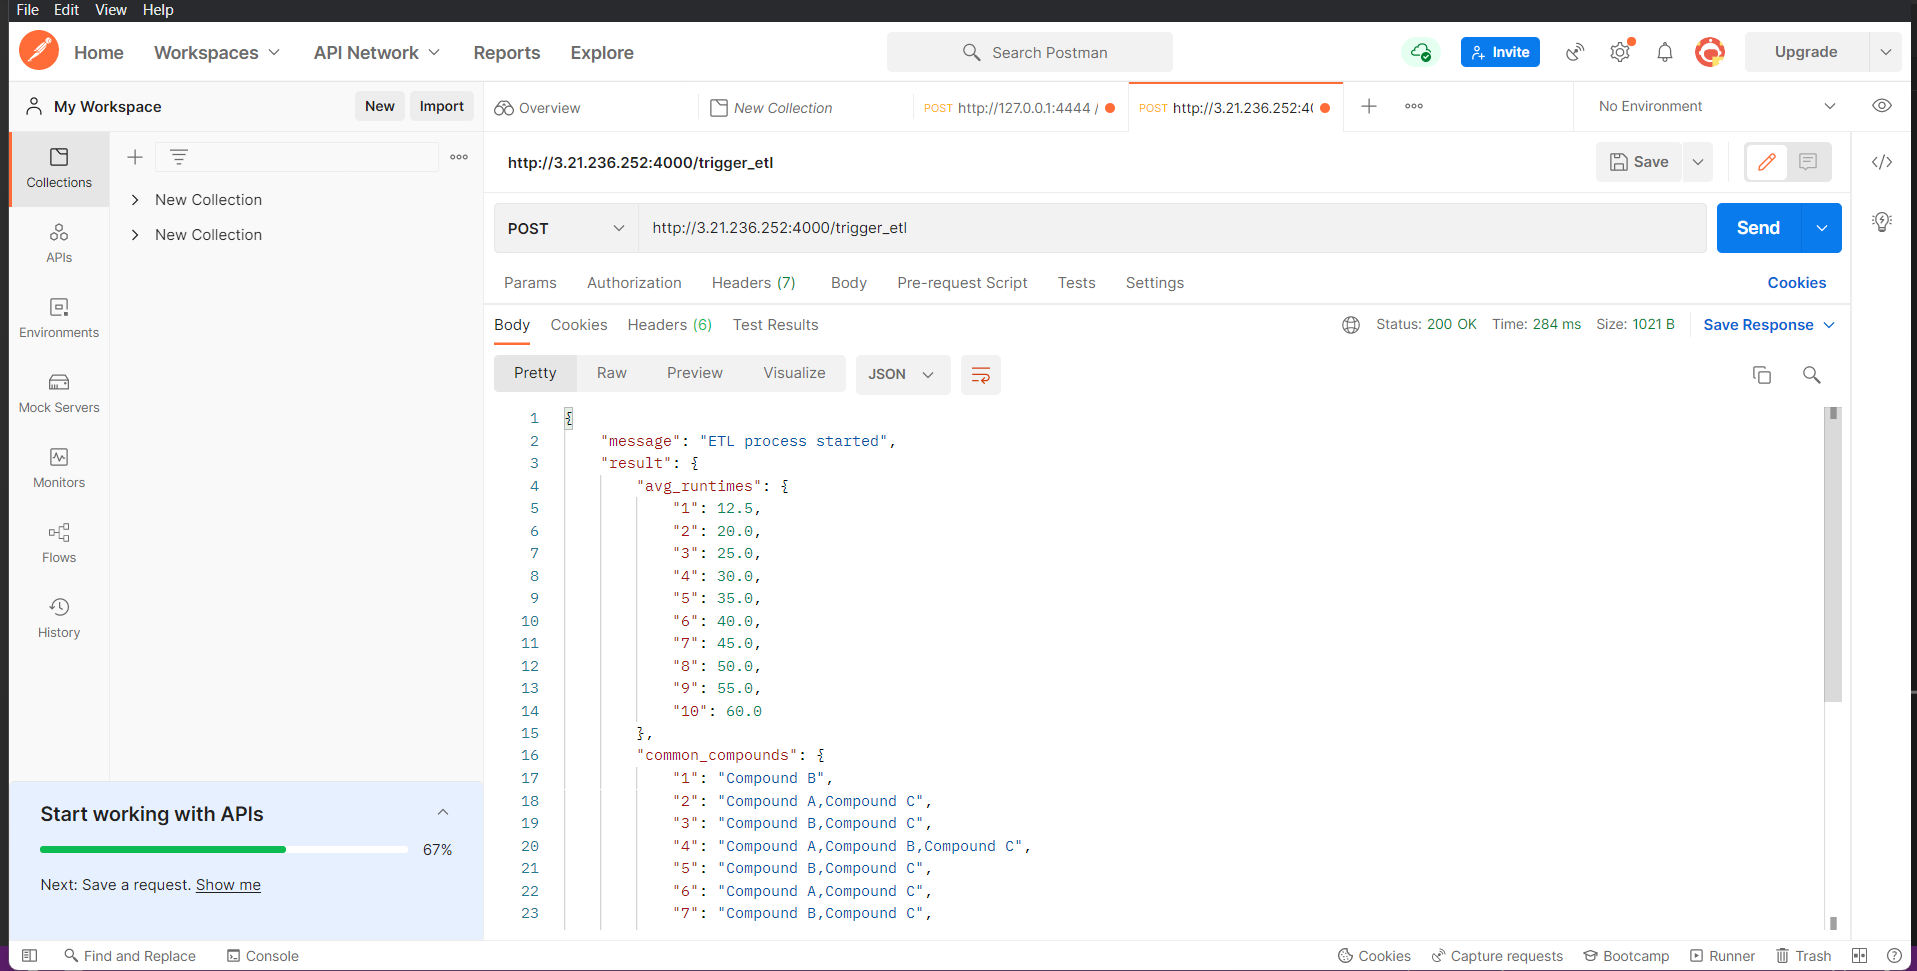 File Edit View Help
Home Workspaces API Network Reports Explore Search Postman Invite Upgrade
My Workspace New Import Overview New Collection POST http://127.0.0.1:4444 / POST http://3.21.236.252:4( No Environment
Collections
New Collection
New Collection
APIs
Environments
Mock Servers
Monitors
Flows
History
http://3.21.236.252:4000/trigger_etl Save
POST http://3.21.236.252:4000/trigger_etl Send
Params Authorization Headers (7) Body Pre-request Script Tests Settings Cookies
Body Cookies Headers (6) Test Results Status: 200 OK Time: 284 ms Size: 1021 B Save Response
Pretty Raw Preview Visualize JSON
1 {
2 "message": "ETL process started",
3 "result": {
4 "avg_runtimes": {
5 "1": 12.5,
6 "2": 20.0,
7 "3": 25.0,
8 "4": 30.0,
9 "5": 35.0,
10 "6": 40.0,
11 "7": 45.0,
12 "8": 50.0,
13 "9": 55.0,
14 "10": 60.0
15 },
16 "common_compounds": {
17 "1": "Compound B",
18 "2": "Compound A,Compound C",
19 "3": "Compound B,Compound C",
20 "4": "Compound A,Compound B,Compound C",
21 "5": "Compound B,Compound C",
22 "6": "Compound A,Compound C",
23 "7": "Compound B,Compound C",
Start working with APIs
67%
Next: Save a request. Show me
Find and Replace Console Cookies Capture requests Bootcamp Runner Trash